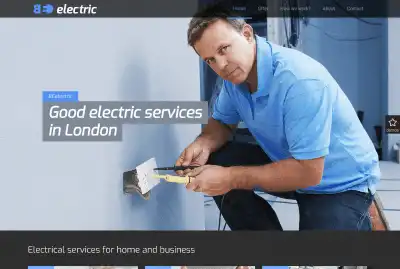 BE electric
Home Offer How we work? About Contact
BEelectric
Good electric services
in London
Electrical services for home and business